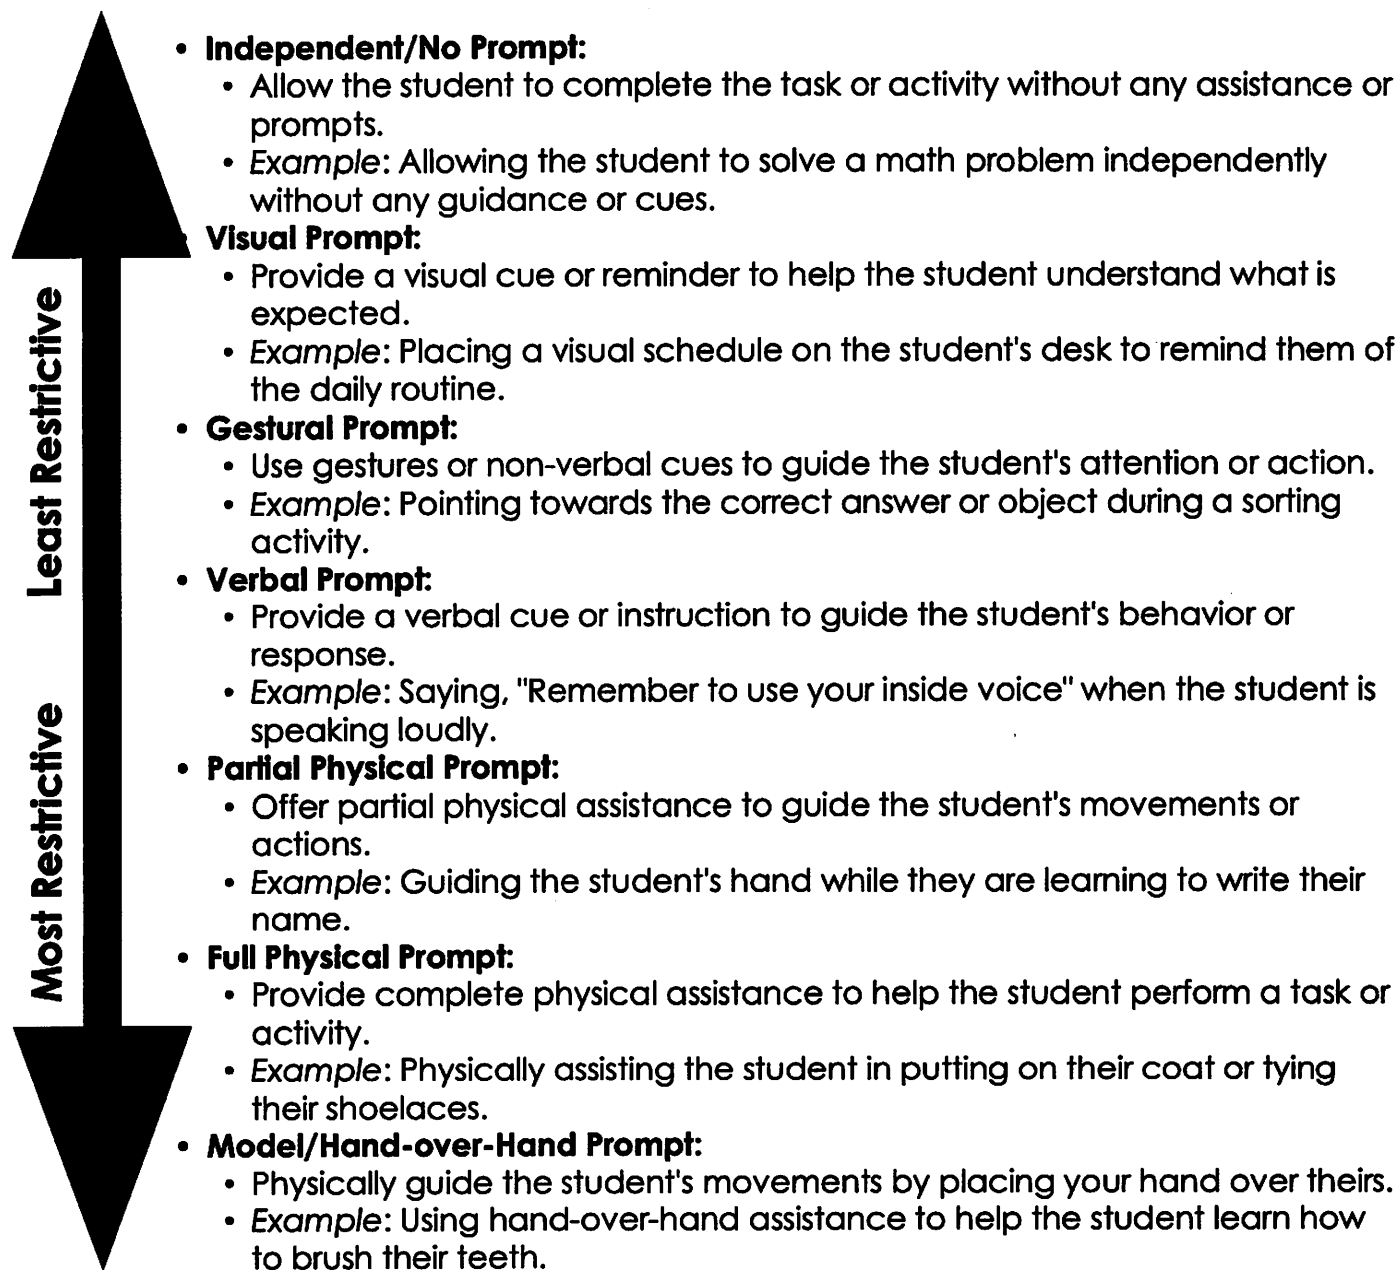 • Independent/No Prompt:
• Allow the student to complete the task or activity without any assistance or
prompts.
• Example: Allowing the student to solve a math problem independently
without any guidance or cues.
• Visual Prompt:
• Provide a visual cue or reminder to help the student understand what is
expected.
• Example: Placing a visual schedule on the student's desk to remind them of
the daily routine.
• Gestural Prompt:
• Use gestures or non-verbal cues to guide the student's attention or action.
• Example: Pointing towards the correct answer or object during a sorting
activity.
• Verbal Prompt:
• Provide a verbal cue or instruction to guide the student's behavior or
response.
• Example: Saying, "Remember to use your inside voice" when the student is
speaking loudly.
• Partial Physical Prompt:
• Offer partial physical assistance to guide the student's movements or
actions.
• Example: Guiding the student's hand while they are learning to write their
name.
• Full Physical Prompt:
• Provide complete physical assistance to help the student perform a task or
activity.
• Example: Physically assisting the student in putting on their coat or tying
their shoelaces.
• Model/Hand-over-Hand Prompt:
• Physically guide the student's movements by placing your hand over theirs.
• Example: Using hand-over-hand assistance to help the student learn how
to brush their teeth.
Least Restrictive
Most Restrictive